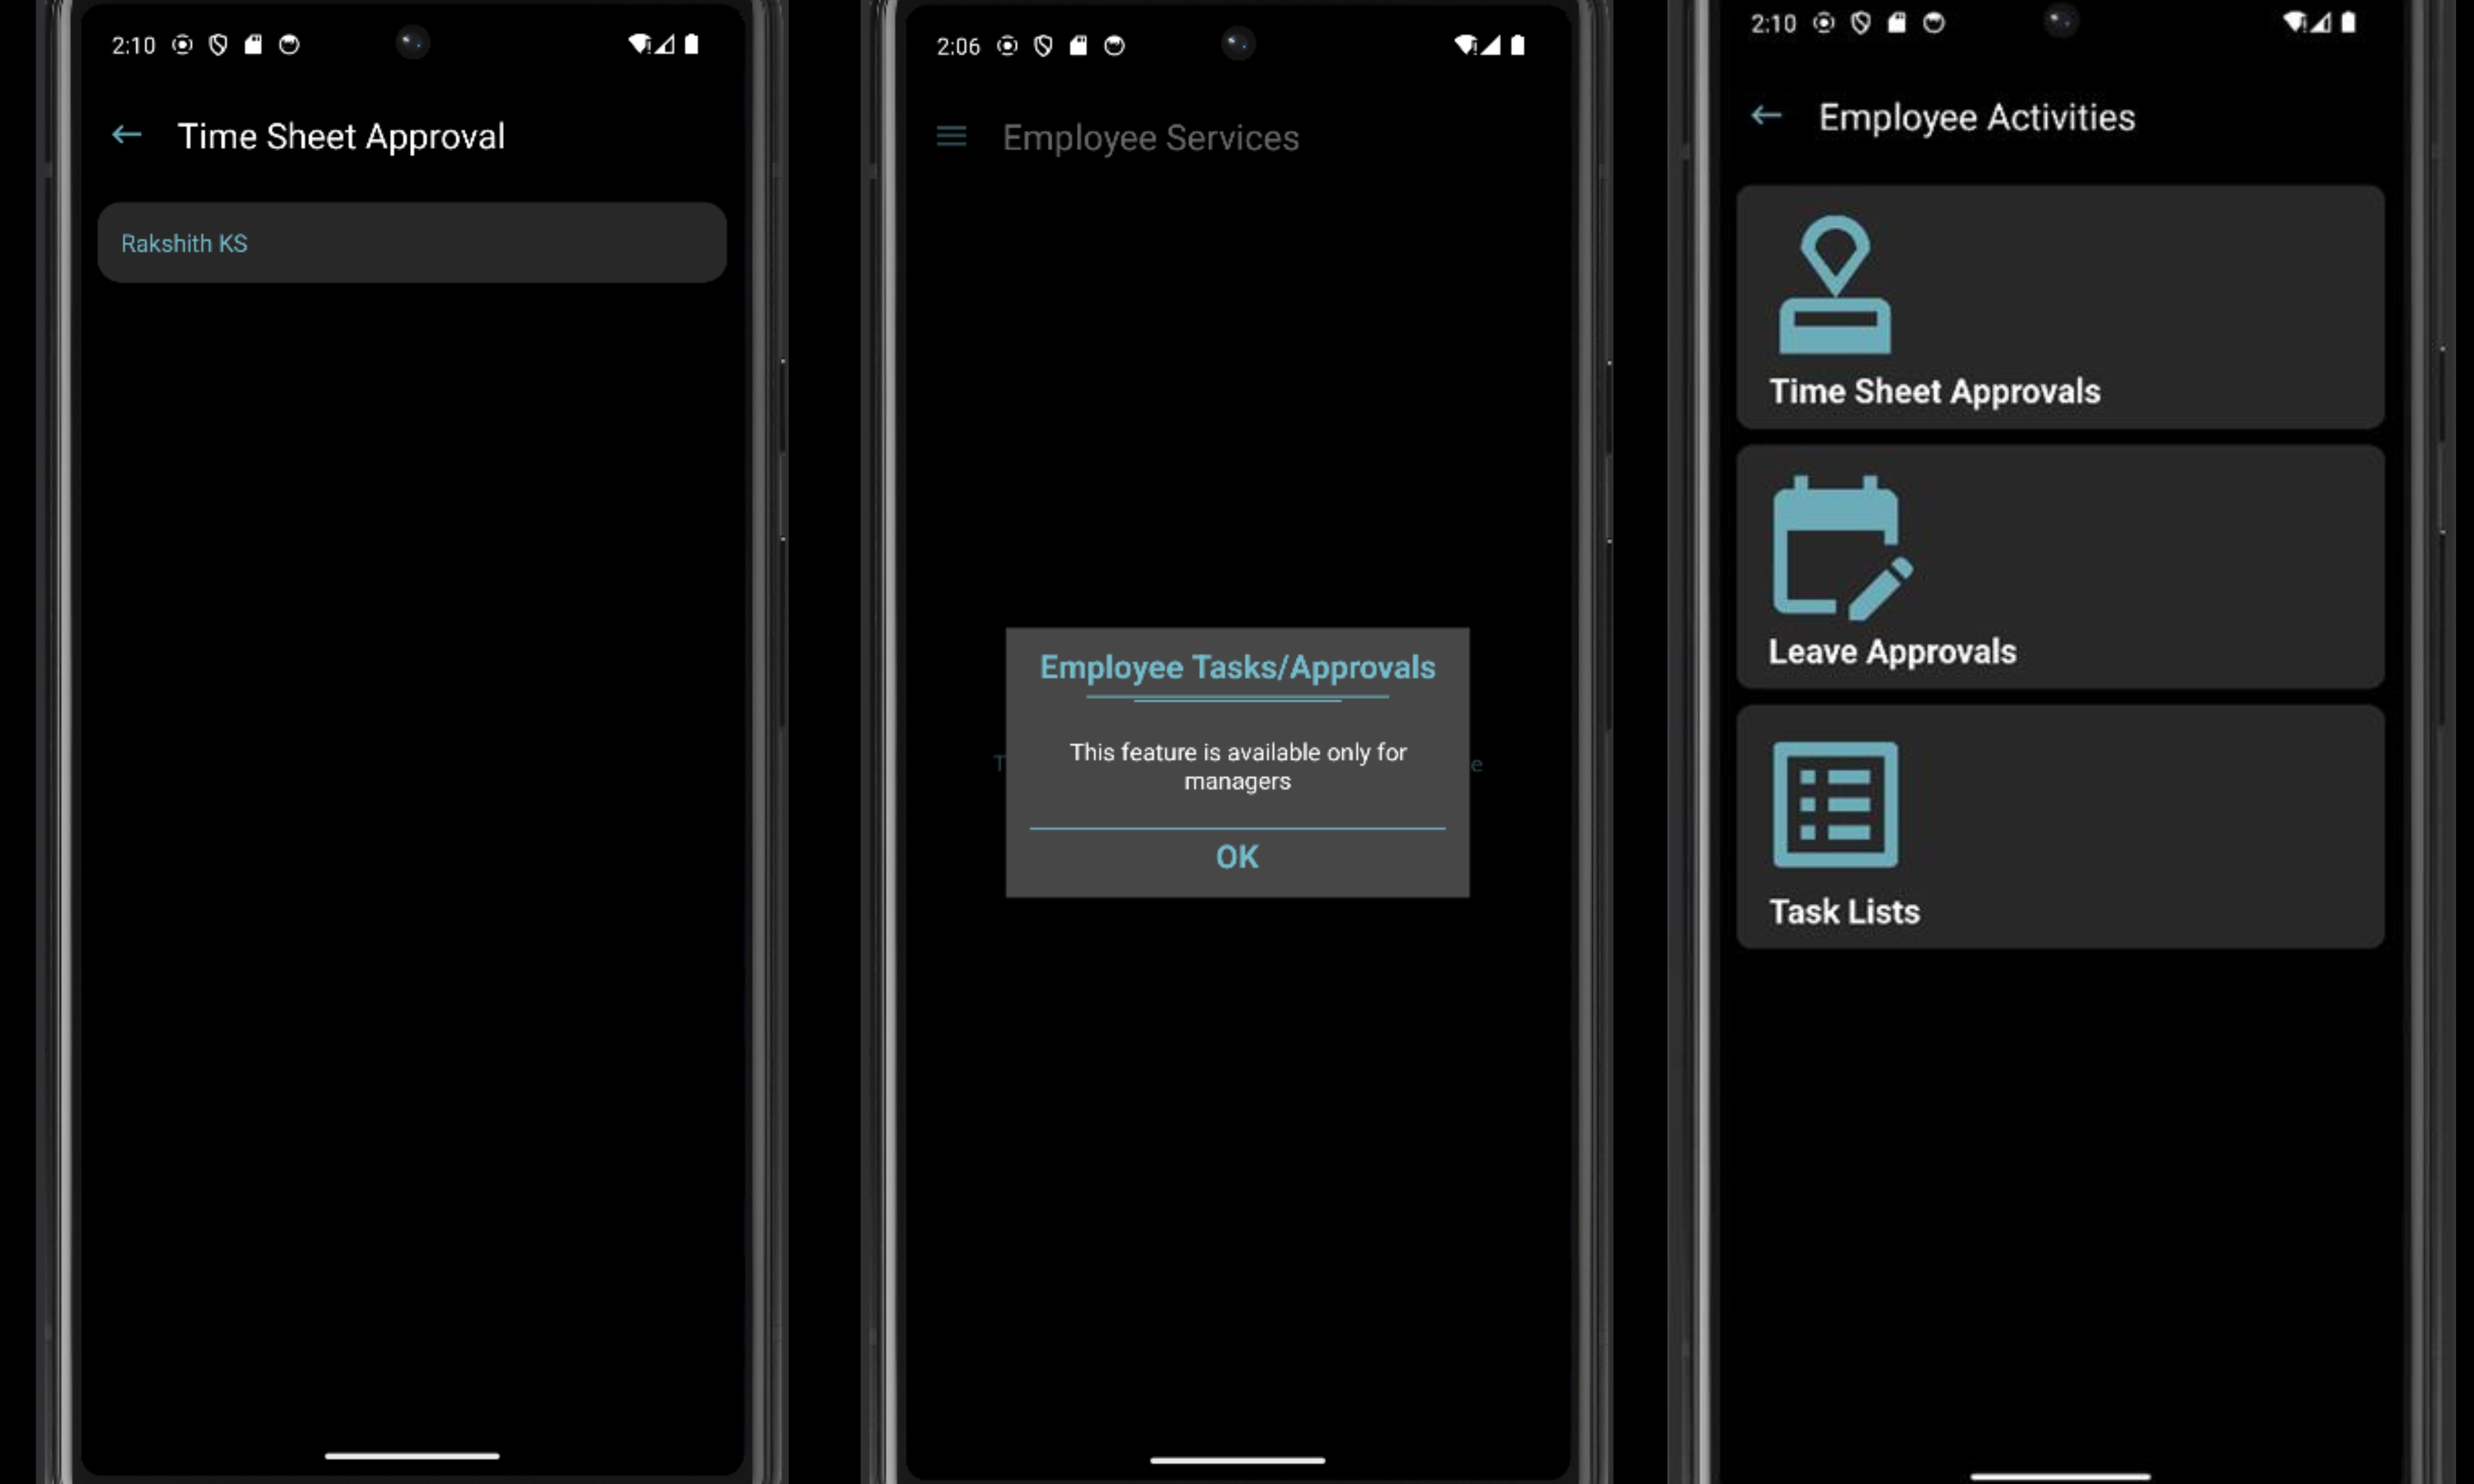 2:10
Time Sheet Approval
Rakshith KS
2:06
Employee Services
Employee Tasks/Approvals
This feature is available only for
managers
OK
2:10
Employee Activities
Time Sheet Approvals
Leave Approvals
Task Lists